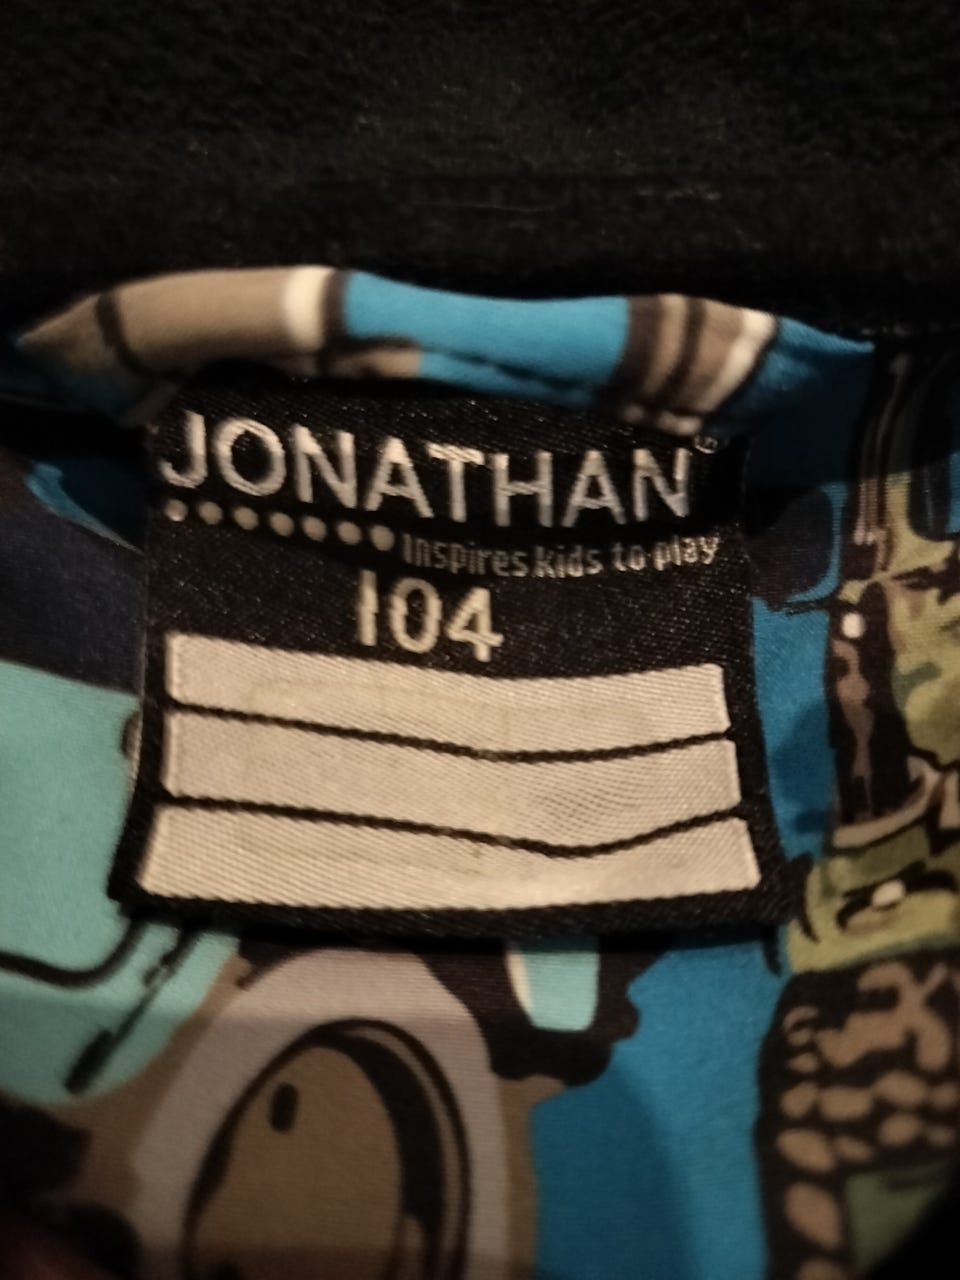 JONATHAN
Inspires kids to play
104